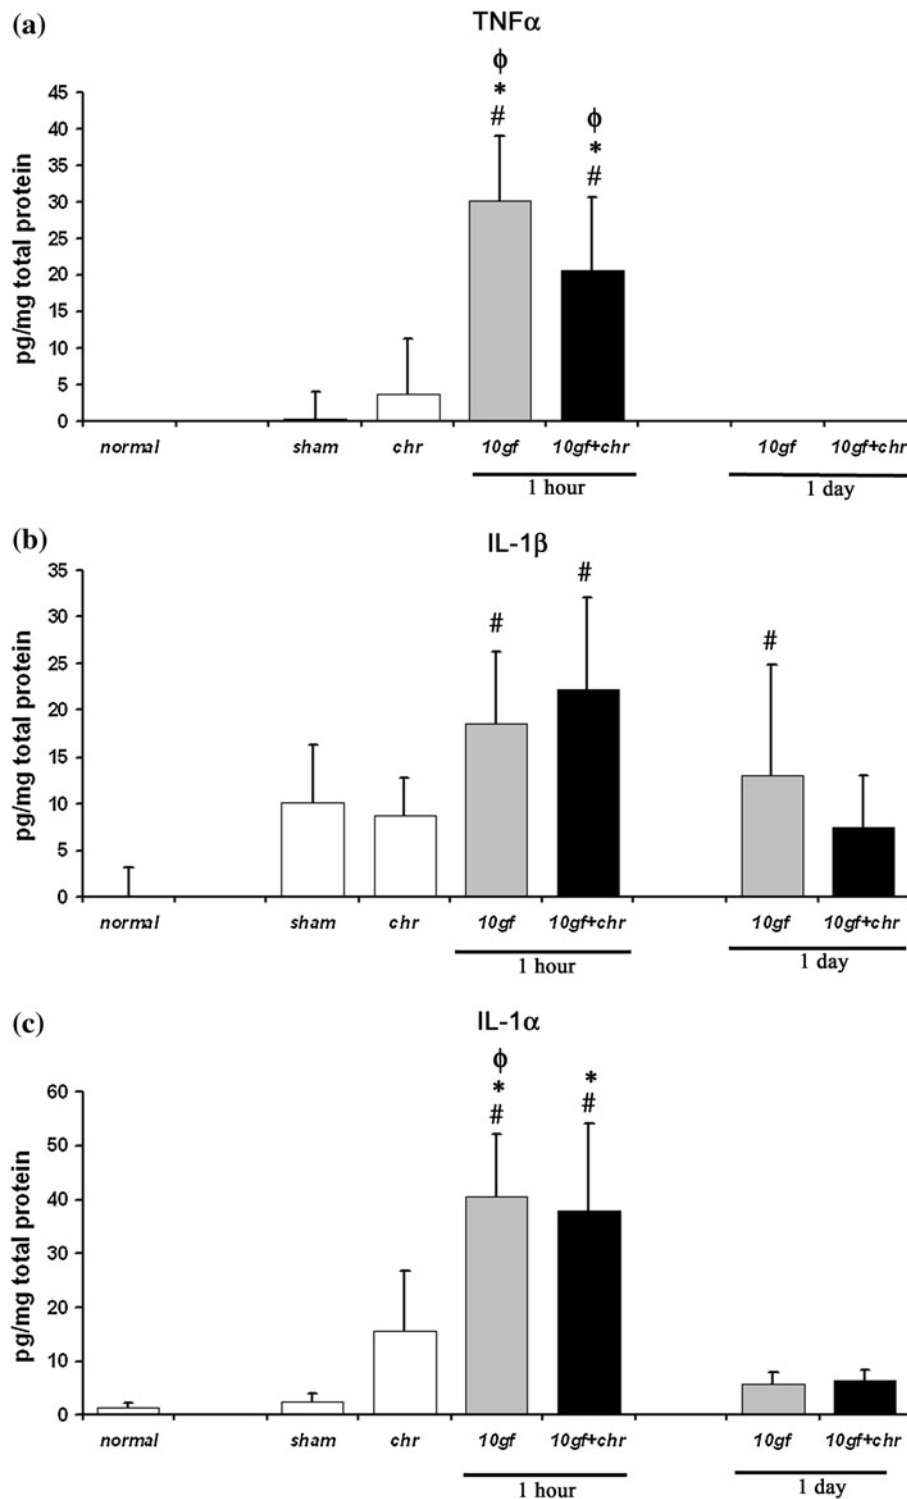 (a)
TNFα
ϕ
*
#
ϕ
*
#
pg/mg total protein
45
40
35
30
25
20
15
10
5
0
normal sham chr 10gf 10gf+chr 10gf 10gf+chr
1 hour 1 day
(b)
IL-1β
#
#
#
pg/mg total protein
35
30
25
20
15
10
5
0
normal sham chr 10gf 10gf+chr 10gf 10gf+chr
1 hour 1 day
(c)
IL-1α
ϕ
*
#
*
#
pg/mg total protein
60
50
40
30
20
10
0
normal sham chr 10gf 10gf+chr 10gf 10gf+chr
1 hour 1 day